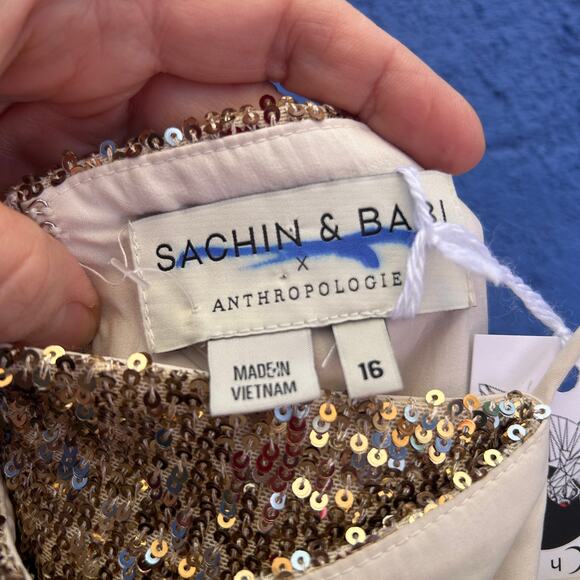 SACHIN & BABI
X
ANTHROPOLOGIE
MADE IN
VIETNAM
16